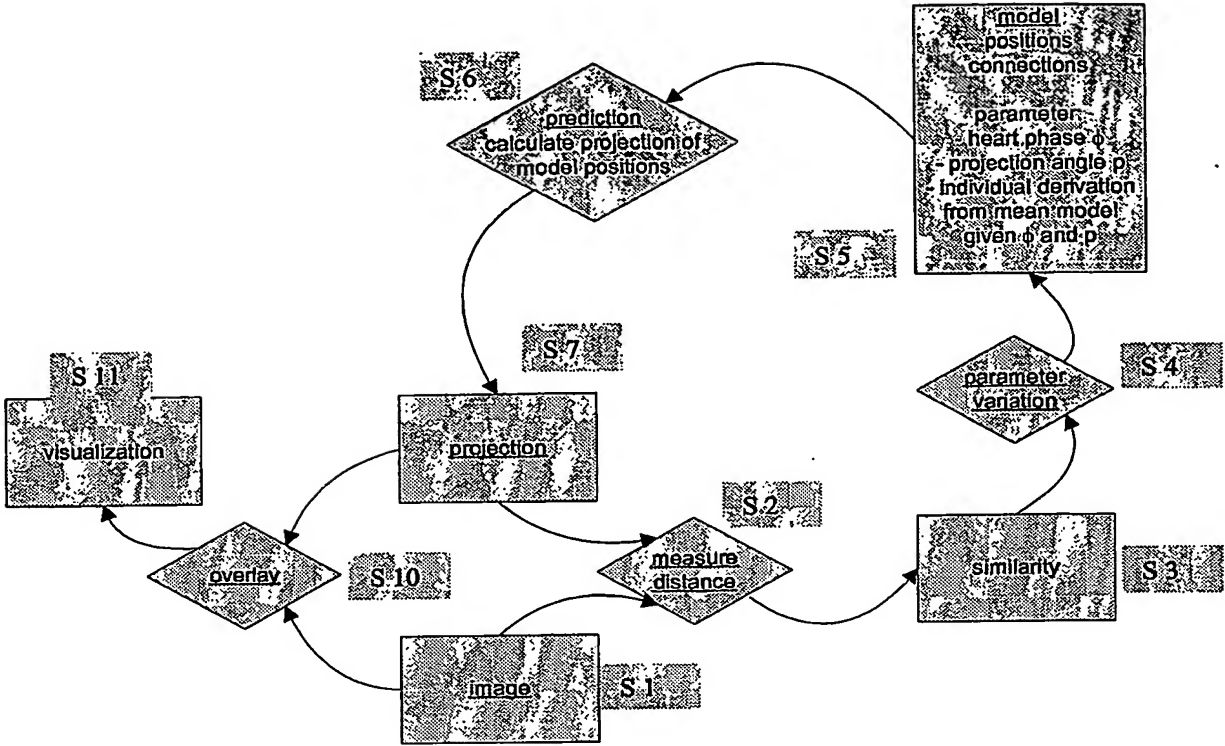 model
positions
connections
parameter
heart phase ϕ
- projection angle p
- Individual derivation
from mean model
given ϕ and p
S 6
prediction
calculate projection of
model positions
S 5
S 7
S 4
parameter
variation
S 11
visualization
projection
S 2
measure
distance
similarity
S 3
overlay
S 10
image
S 1